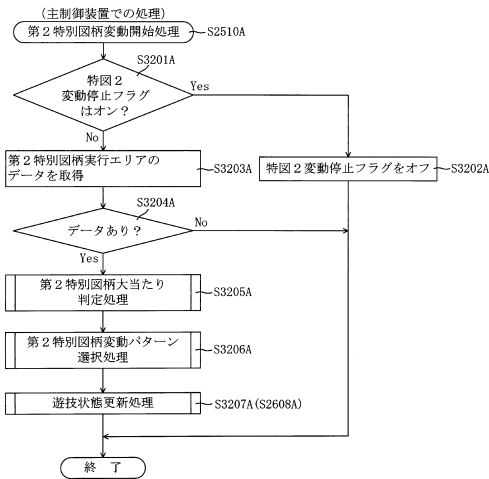 （主制御装置での処理）
第２特別図柄変動開始処理
S2510A
S3201A
特図２
変動停止フラグ
はオン？
Yes
No
第２特別図柄実行エリアの
データを取得
S3203A
特図２変動停止フラグをオフ
S3202A
S3204A
データあり？
No
Yes
第２特別図柄大当たり
判定処理
S3205A
第２特別図柄変動パターン
選択処理
S3206A
遊技状態更新処理
S3207A(S2608A)
終　了